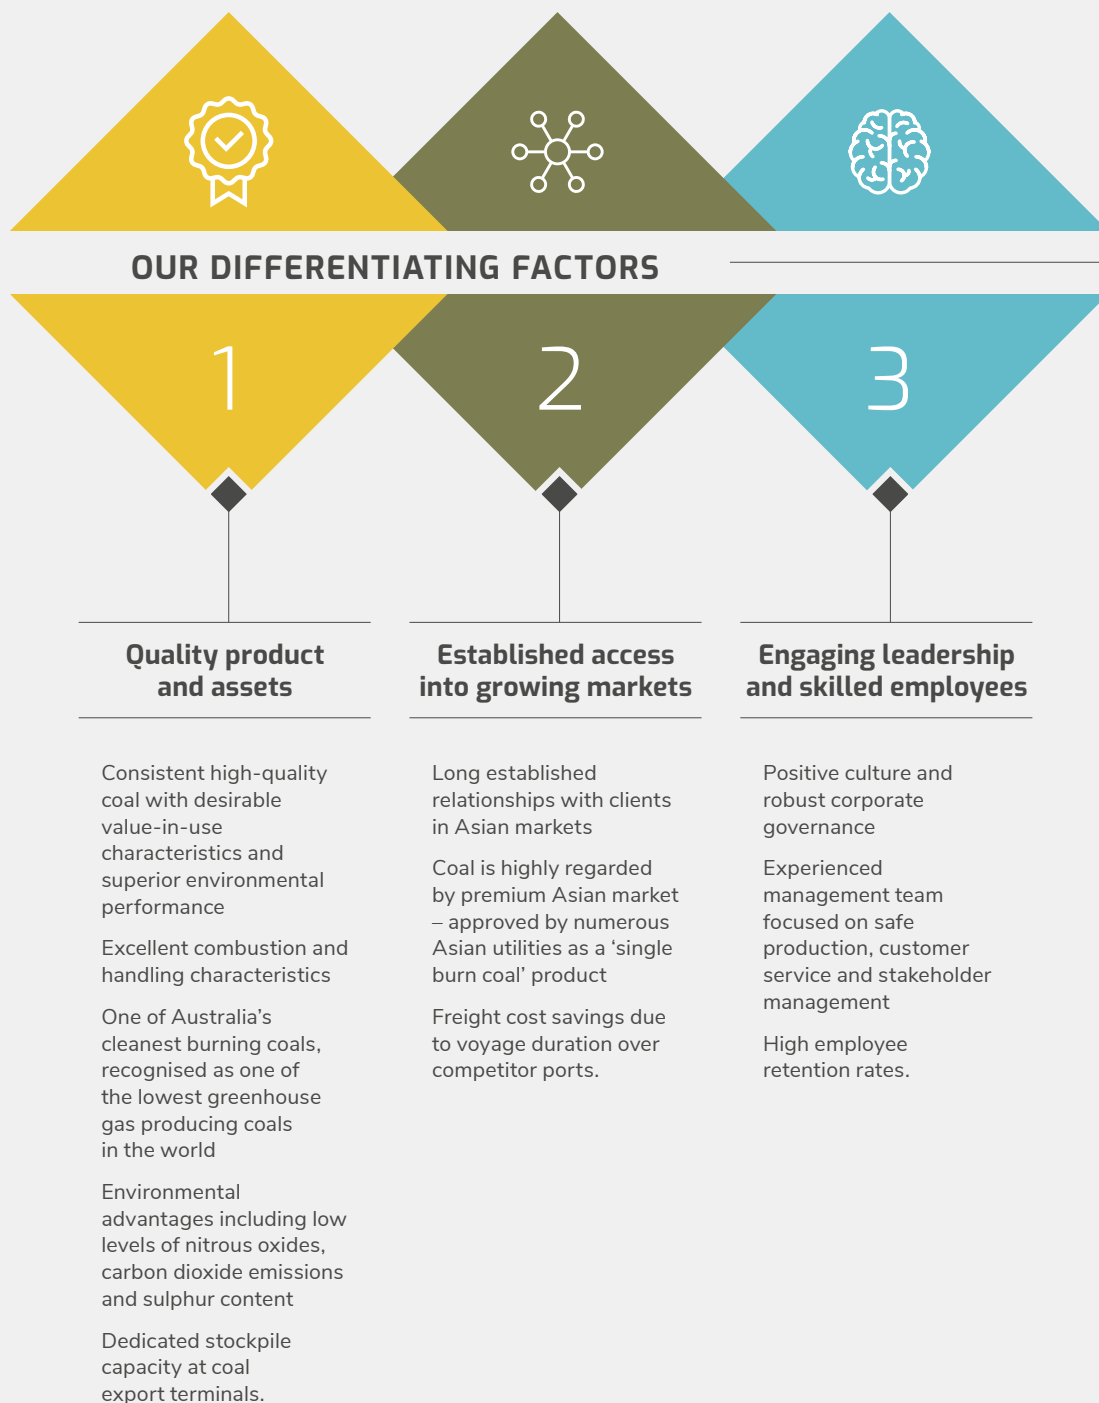 OUR DIFFERENTIATING FACTORS
1
2
3
Quality product
and assets
Consistent high-quality
coal with desirable
value-in-use
characteristics and
superior environmental
performance
Excellent combustion and
handling characteristics
One of Australia’s
cleanest burning coals,
recognised as one of
the lowest greenhouse
gas producing coals
in the world
Environmental
advantages including low
levels of nitrous oxides,
carbon dioxide emissions
and sulphur content
Dedicated stockpile
capacity at coal
export terminals.
Established access
into growing markets
Long established
relationships with clients
in Asian markets
Coal is highly regarded
by premium Asian market
– approved by numerous
Asian utilities as a ‘single
burn coal’ product
Freight cost savings due
to voyage duration over
competitor ports.
Engaging leadership
and skilled employees
Positive culture and
robust corporate
governance
Experienced
management team
focused on safe
production, customer
service and stakeholder
management
High employee
retention rates.